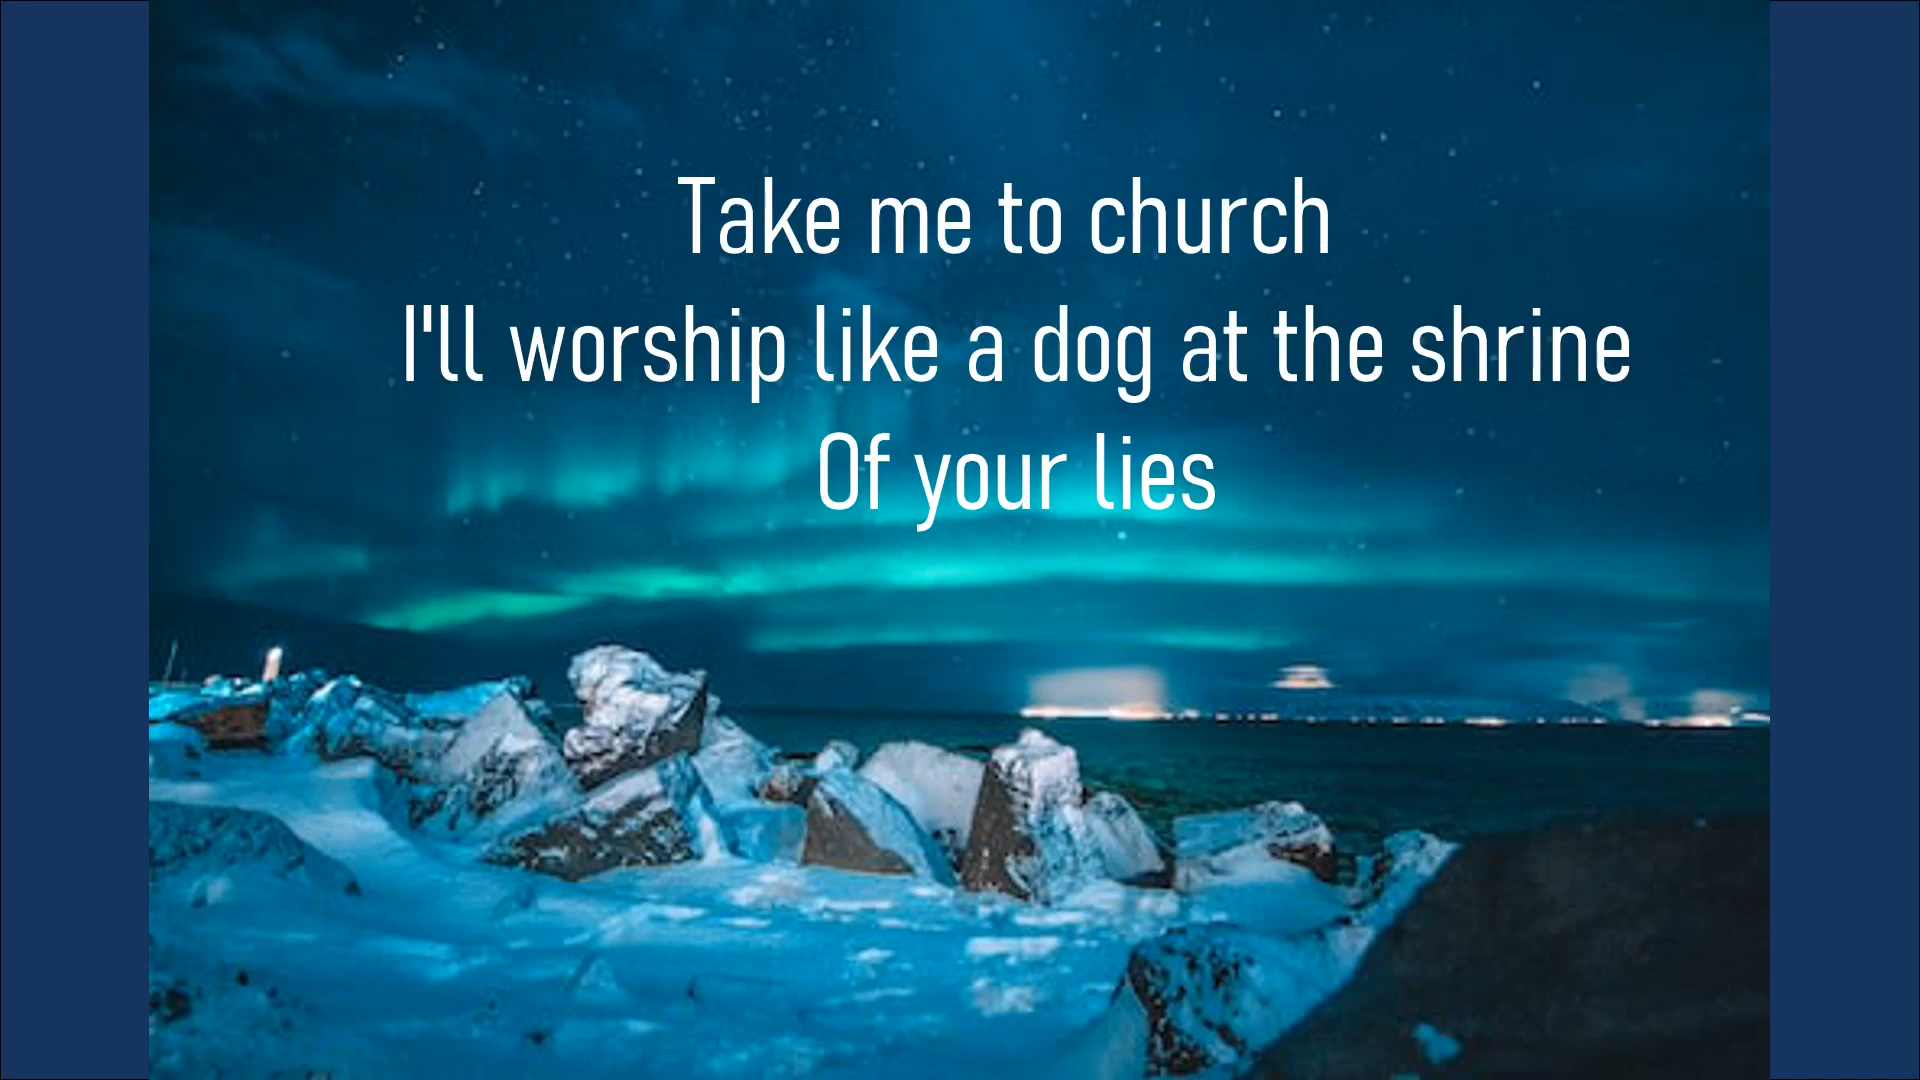 Take me to church
I'll worship like a dog at the shrine
Of your lies